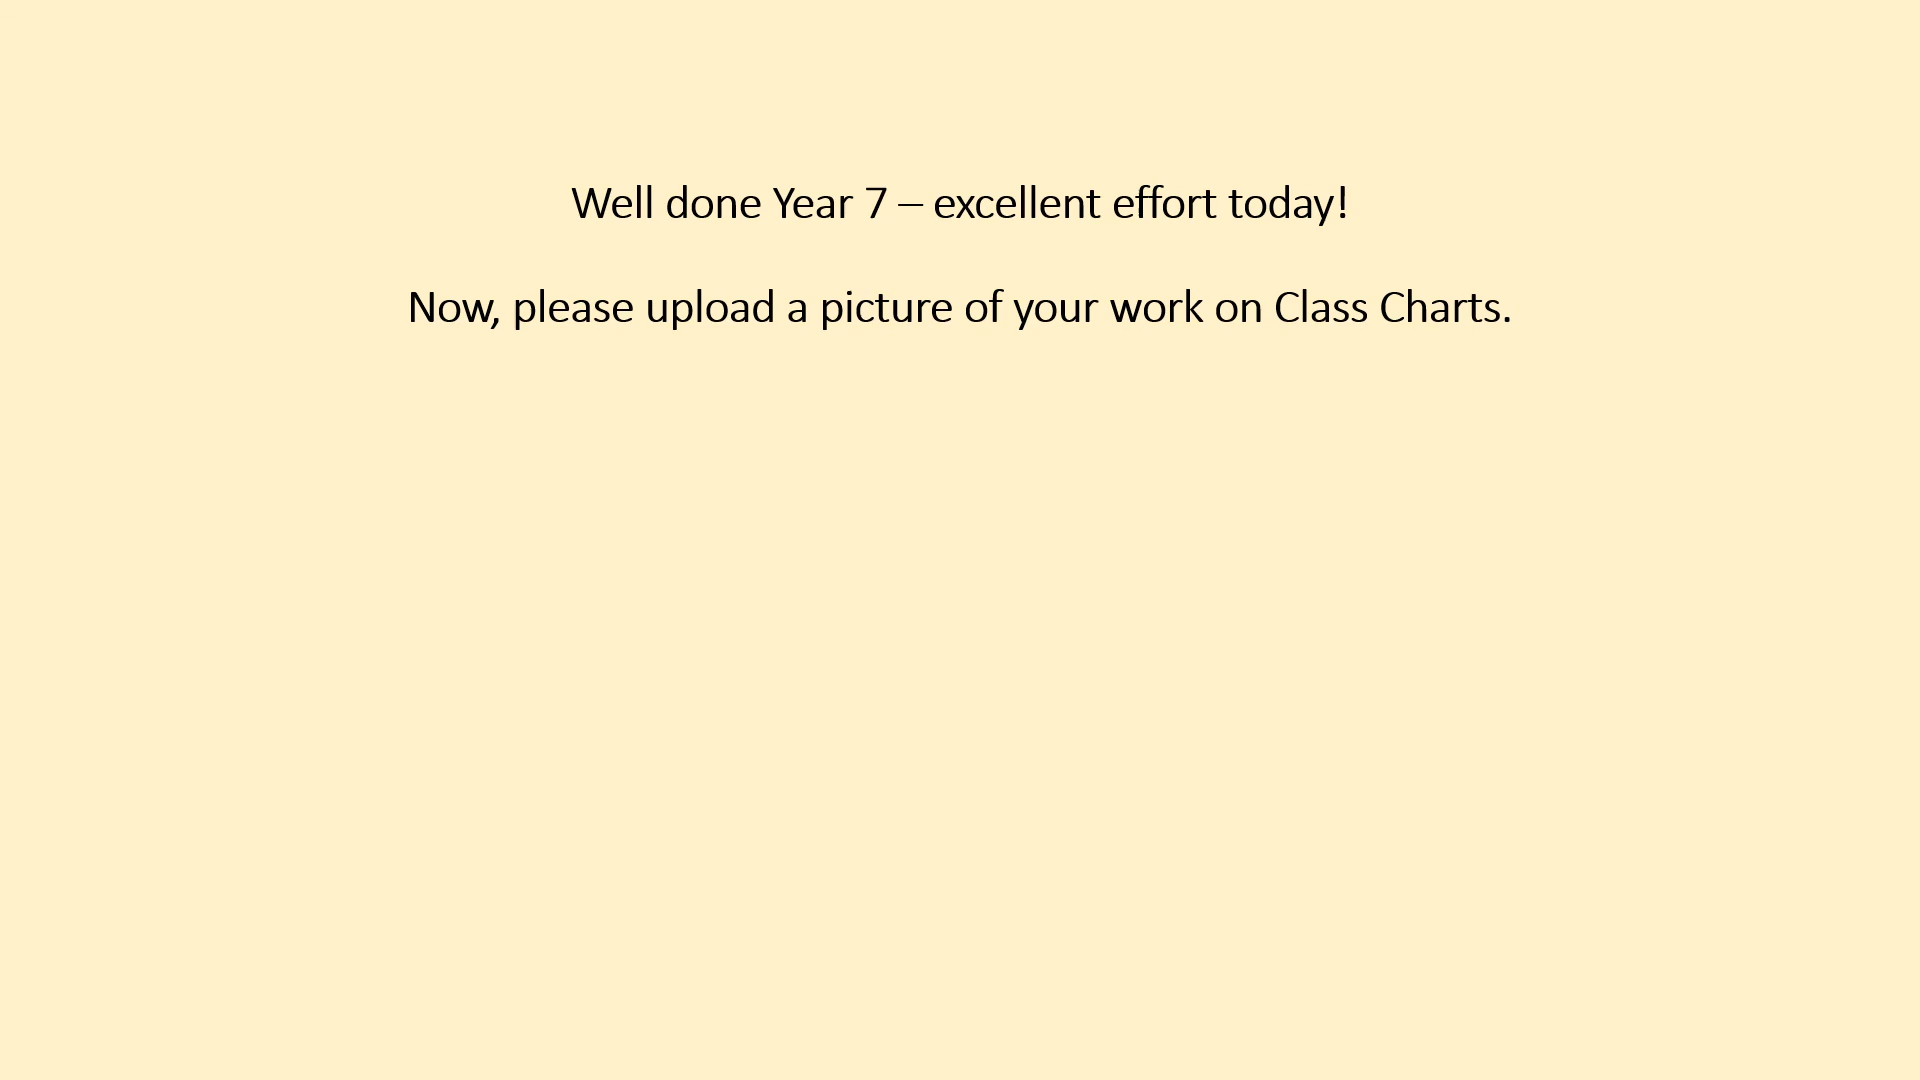 Well done Year 7 – excellent effort today!
Now, please upload a picture of your work on Class Charts.